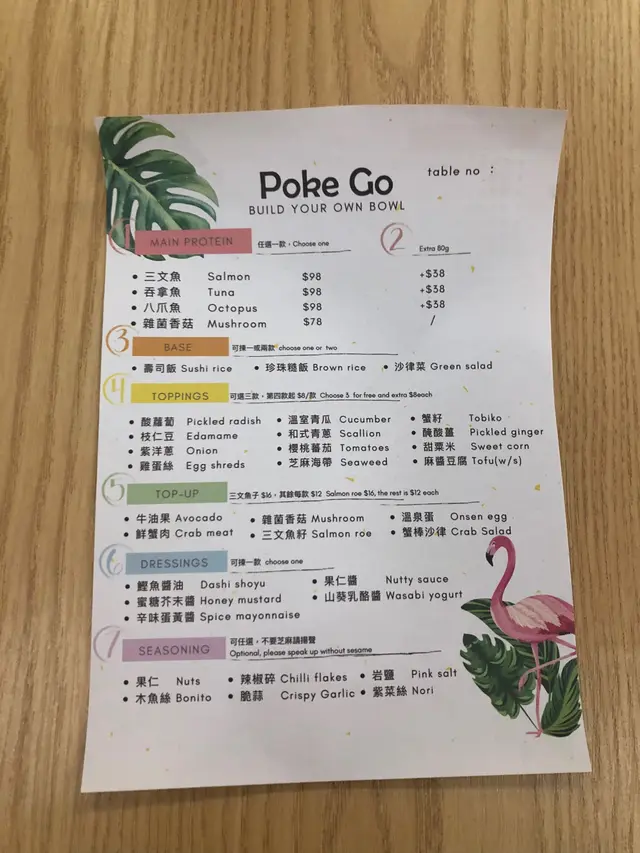 Poke Go
table no :
BUILD YOUR OWN BOWL
1 MAIN PROTEIN 任選一款，Choose one 2 Extra 80g
• 三文魚 Salmon $98 +$38
• 吞拿魚 Tuna $98 +$38
• 八爪魚 Octopus $98 +$38
• 雜菌香菇 Mushroom $78 /
3 BASE 可揀一或兩款 choose one or two
• 壽司飯 Sushi rice • 珍珠糙飯 Brown rice • 沙律菜 Green salad
4 TOPPINGS 可選三款，第四款起 $8/款 Choose 3 for free and extra $8each
• 酸蘿蔔 Pickled radish • 溫室青瓜 Cucumber • 蟹籽 Tobiko
• 枝仁豆 Edamame • 和式青蔥 Scallion • 醃酸薑 Pickled ginger
• 紫洋蔥 Onion • 櫻桃蕃茄 Tomatoes • 甜粟米 Sweet corn
• 雞蛋絲 Egg shreds • 芝麻海帶 Seaweed • 麻醬豆腐 Tofu(w/s)
5 TOP-UP 三文魚子 $16，其餘每款 $12 Salmon roe $16, the rest is $12 each
• 牛油果 Avocado • 雜菌香菇 Mushroom • 溫泉蛋 Onsen egg
• 鮮蟹肉 Crab meat • 三文魚籽 Salmon roe • 蟹棒沙律 Crab Salad
6 DRESSINGS 可揀一款 choose one
• 鰹魚醬油 Dashi shoyu • 果仁醬 Nutty sauce
• 蜜糖芥末醬 Honey mustard • 山葵乳酪醬 Wasabi yogurt
• 辛味蛋黃醬 Spice mayonnaise
7 SEASONING 可任選，不要芝麻請揚聲
Optional, please speak up without sesame
• 果仁 Nuts • 辣椒碎 Chilli flakes • 岩鹽 Pink salt
• 木魚絲 Bonito • 脆蒜 Crispy Garlic • 紫菜絲 Nori